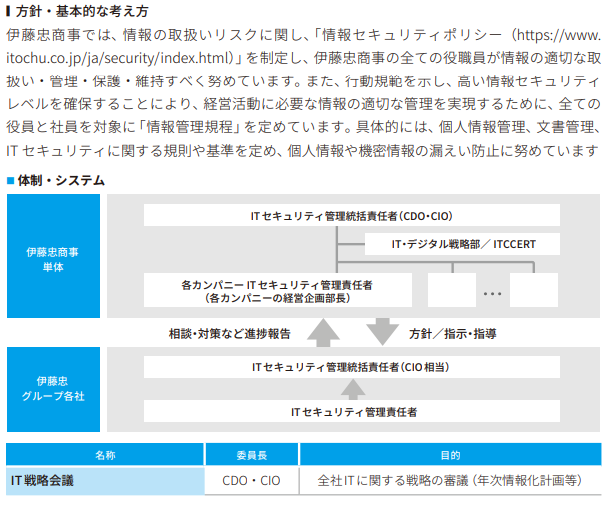 方針・基本的な考え方
伊藤忠商事では、情報の取扱いリスクに関し、「情報セキュリティポリシー（https://www.
itochu.co.jp/ja/security/index.html）」を制定し、伊藤忠商事の全ての役職員が情報の適切な取
扱い・管理・保護・維持すべく努めています。また、行動規範を示し、高い情報セキュリティ
レベルを確保することにより、経営活動に必要な情報の適切な管理を実現するために、全ての
役員と社員を対象に「情報管理規程」を定めています。具体的には、個人情報管理、文書管理、
IT セキュリティに関する規則や基準を定め、個人情報や機密情報の漏えい防止に努めています
体制・システム
伊藤忠商事
単体
ITセキュリティ管理統括責任者（CDO・CIO）
IT・デジタル戦略部／ ITCCERT
各カンパニー ITセキュリティ管理責任者
（各カンパニーの経営企画部長）
…
相談・対策など進捗報告
方針／指示・指導
伊藤忠
グループ各社
ITセキュリティ管理統括責任者（CIO相当）
ITセキュリティ管理責任者
名称 委員長 目的
IT戦略会議 CDO・CIO 全社ITに関する戦略の審議（年次情報化計画等）